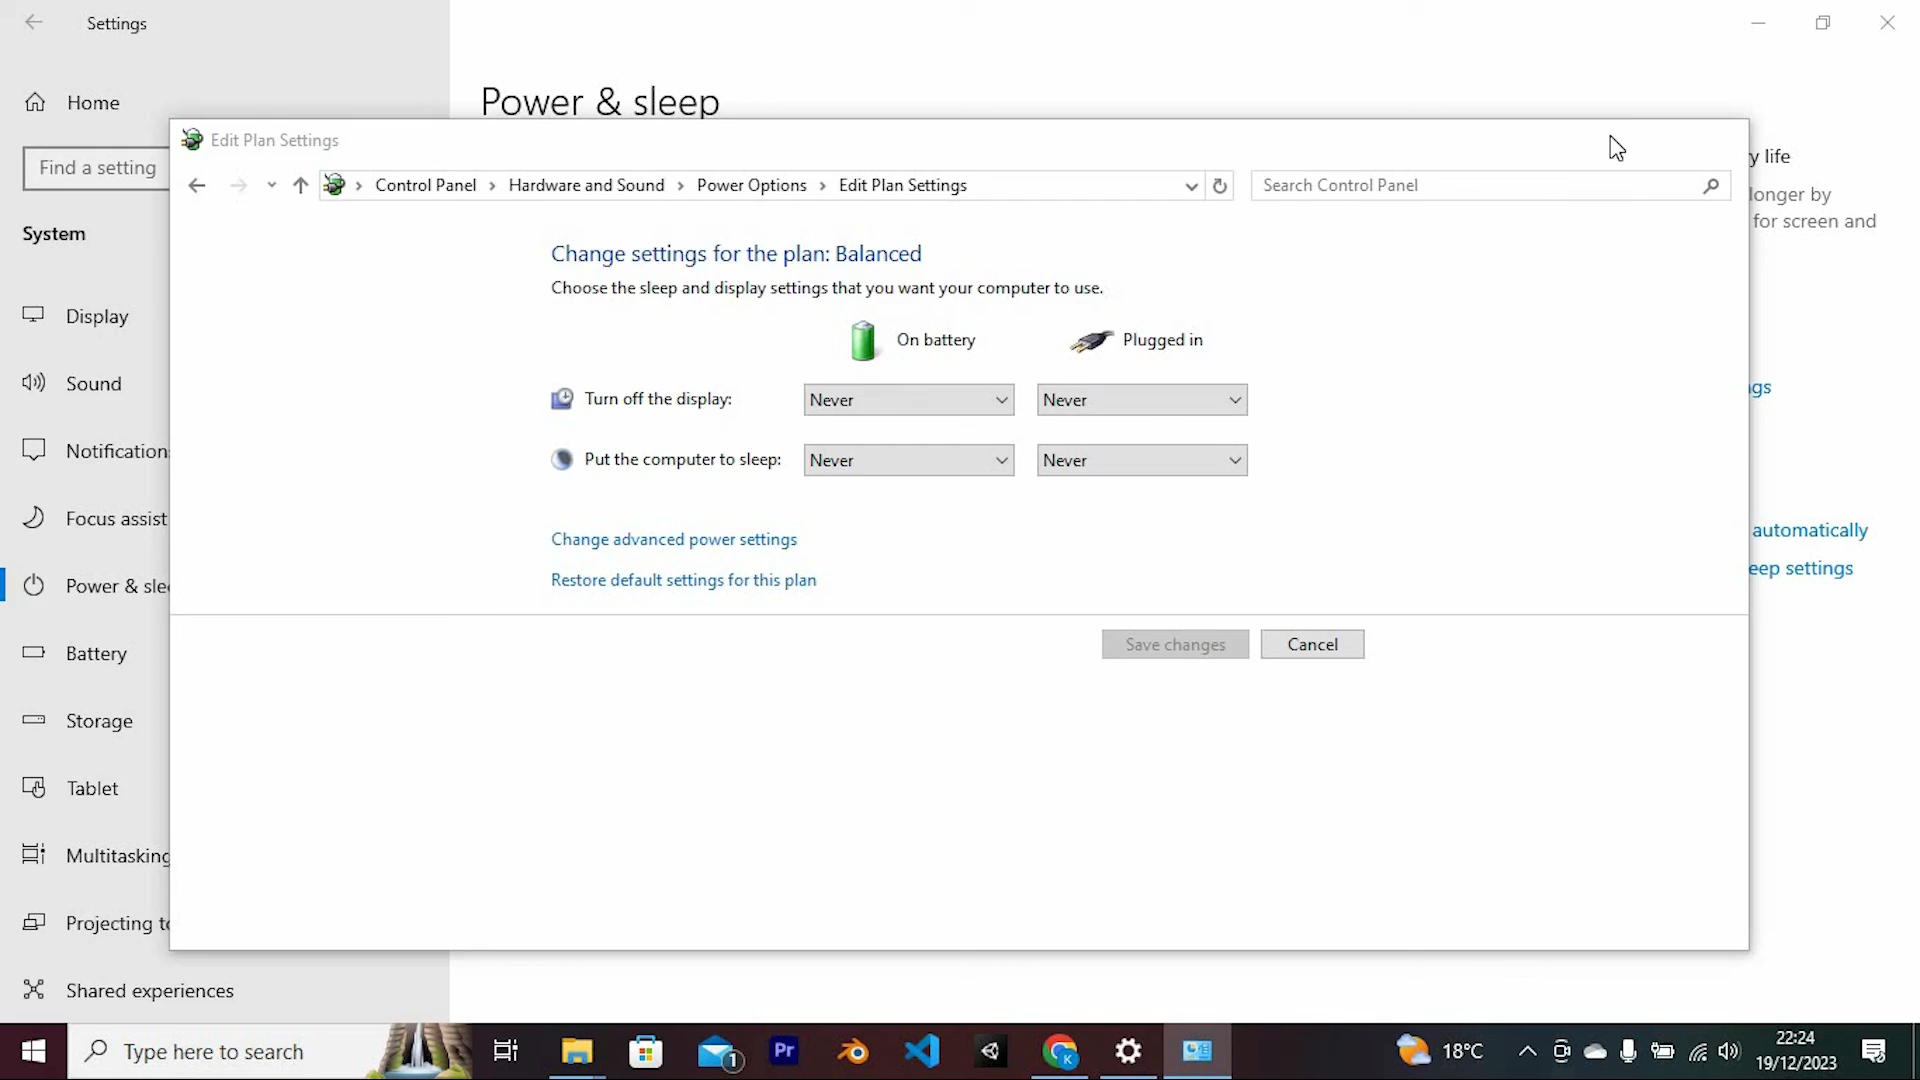 Settings
Home
Find a setting
System
Display
Sound
Notification
Focus assist
Power & slee
Battery
Storage
Tablet
Multitasking
Projecting to
Shared experiences
Power & sleep
y life
longer by
for screen and
gs
automatically
eep settings
Edit Plan Settings
Control Panel > Hardware and Sound > Power Options > Edit Plan Settings
Search Control Panel
Change settings for the plan: Balanced
Choose the sleep and display settings that you want your computer to use.
On battery Plugged in
Turn off the display: Never Never
Put the computer to sleep: Never Never
Change advanced power settings
Restore default settings for this plan
Save changes Cancel
Type here to search
1
Pr
K
18°C
22:24
19/12/2023